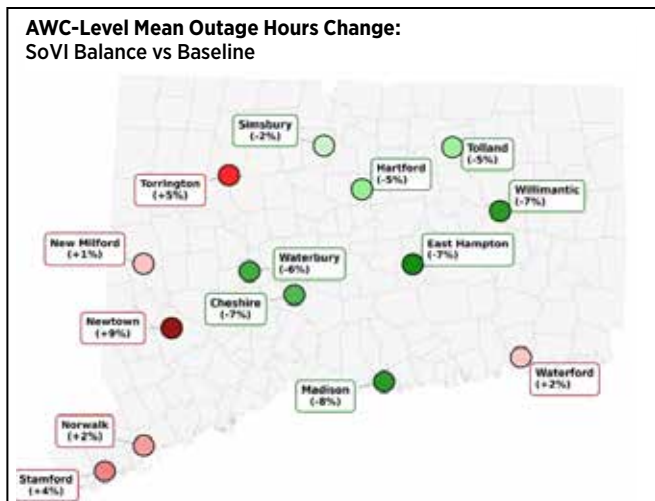 AWC-Level Mean Outage Hours Change:
SoVI Balance vs Baseline
Simsbury
(-2%)
Tolland
(-5%)
Hartford
(-5%)
Torrington
(+5%)
Willimantic
(-7%)
New Milford
(+1%)
Waterbury
(-6%)
East Hampton
(-7%)
Cheshire
(-7%)
Newtown
(+9%)
Waterford
(+2%)
Madison
(-8%)
Norwalk
(+2%)
Stamford
(+4%)